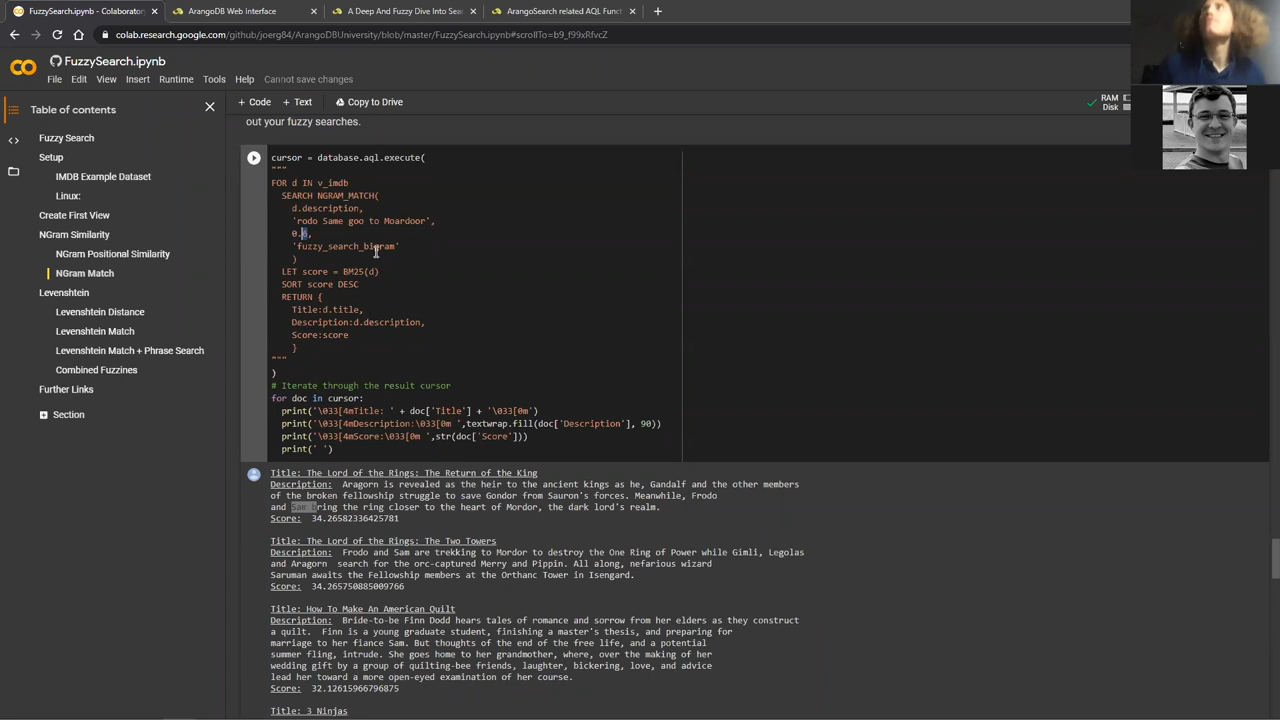 FuzzySearch.ipynb - Colaboratory
ArangoDB Web Interface
A Deep And Fuzzy Dive Into Sea
ArangoSearch related AQL Funct
colab.research.google.com/github/joerg84/ArangoDBUniversity/blob/master/FuzzySearch.ipynb#scrollTo=b9_f99xRfvcZ
FuzzySearch.ipynb
File Edit View Insert Runtime Tools Help Cannot save changes
Table of contents
+ Code + Text Copy to Drive
RAM
Disk
Fuzzy Search
Setup
IMDB Example Dataset
Linux:
Create First View
NGram Similarity
NGram Positional Similarity
NGram Match
Levenshtein
Levenshtein Distance
Levenshtein Match
Levenshtein Match + Phrase Search
Combined Fuzzines
Further Links
Section
out your fuzzy searches.
cursor = database.aql.execute(
"""
FOR d IN v_imdb
SEARCH NGRAM_MATCH(
d.description,
'rodo Same goo to Moardoor',
0.6,
'fuzzy_search_bigram'
)
LET score = BM25(d)
SORT score DESC
RETURN {
Title:d.title,
Description:d.description,
Score:score
}
"""
)
# Iterate through the result cursor
for doc in cursor:
print('\033[4mTitle: ' + doc['Title'] + '\033[0m')
print('\033[4mDescription:\033[0m ',textwrap.fill(doc['Description'], 90))
print('\033[4mScore:\033[0m ',str(doc['Score']))
print(' ')
Title: The Lord of the Rings: The Return of the King
Description: Aragorn is revealed as the heir to the ancient kings as he, Gandalf and the other members
of the broken fellowship struggle to save Gondor from Sauron's forces. Meanwhile, Frodo
and Sam bring the ring closer to the heart of Mordor, the dark lord's realm.
Score: 34.26582336425781
Title: The Lord of the Rings: The Two Towers
Description: Frodo and Sam are trekking to Mordor to destroy the One Ring of Power while Gimli, Legolas
and Aragorn search for the orc-captured Merry and Pippin. All along, nefarious wizard
Saruman awaits the Fellowship members at the Orthanc Tower in Isengard.
Score: 34.265750885009766
Title: How To Make An American Quilt
Description: Bride-to-be Finn Dodd hears tales of romance and sorrow from her elders as they construct
a quilt. Finn is a young graduate student, finishing a master's thesis, and preparing for
marriage to her fiance Sam. But thoughts of the end of the free life, and a potential
summer fling, intrude. She goes home to her grandmother, where, over the making of her
wedding gift by a group of quilting-bee friends, laughter, bickering, love, and advice
lead her toward a more open-eyed examination of her course.
Score: 32.12615966796875
Title: 3 Ninjas